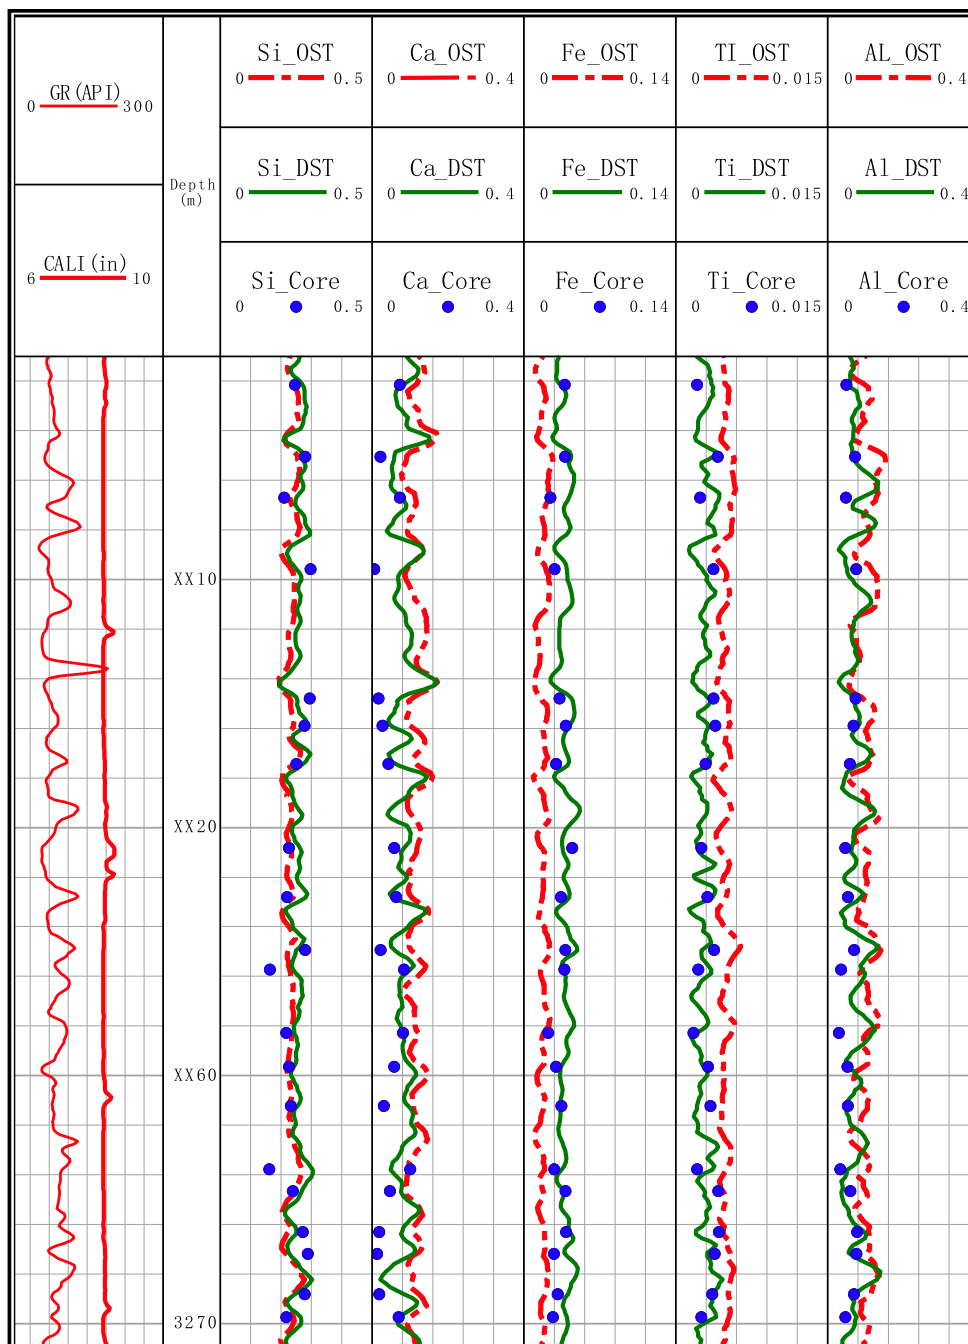 GR(API)
0 300
CALI(in)
6 10
Depth
(m)
Si_OST
0 0.5
Si_DST
0 0.5
Si_Core
0 0.5
Ca_OST
0 0.4
Ca_DST
0 0.4
Ca_Core
0 0.4
Fe_OST
0 0.14
Fe_DST
0 0.14
Fe_Core
0 0.14
TI_OST
0 0.015
Ti_DST
0 0.015
Ti_Core
0 0.015
AL_OST
0 0.4
Al_DST
0 0.4
Al_Core
0 0.4
XX10
XX20
XX60
3270